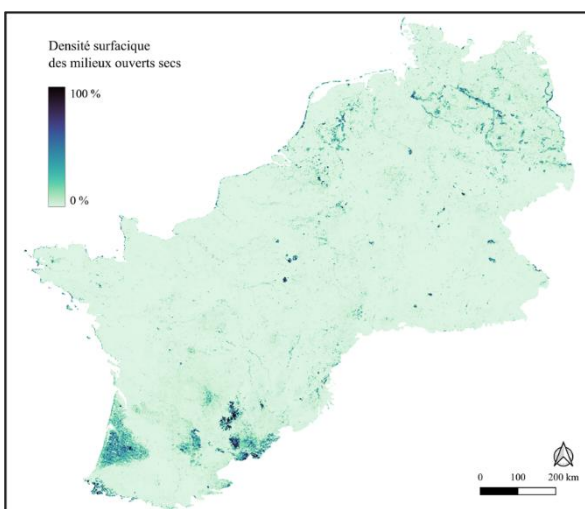 Densité surfacique
des milieux ouverts secs
100 %
0 %
0 100 200 km